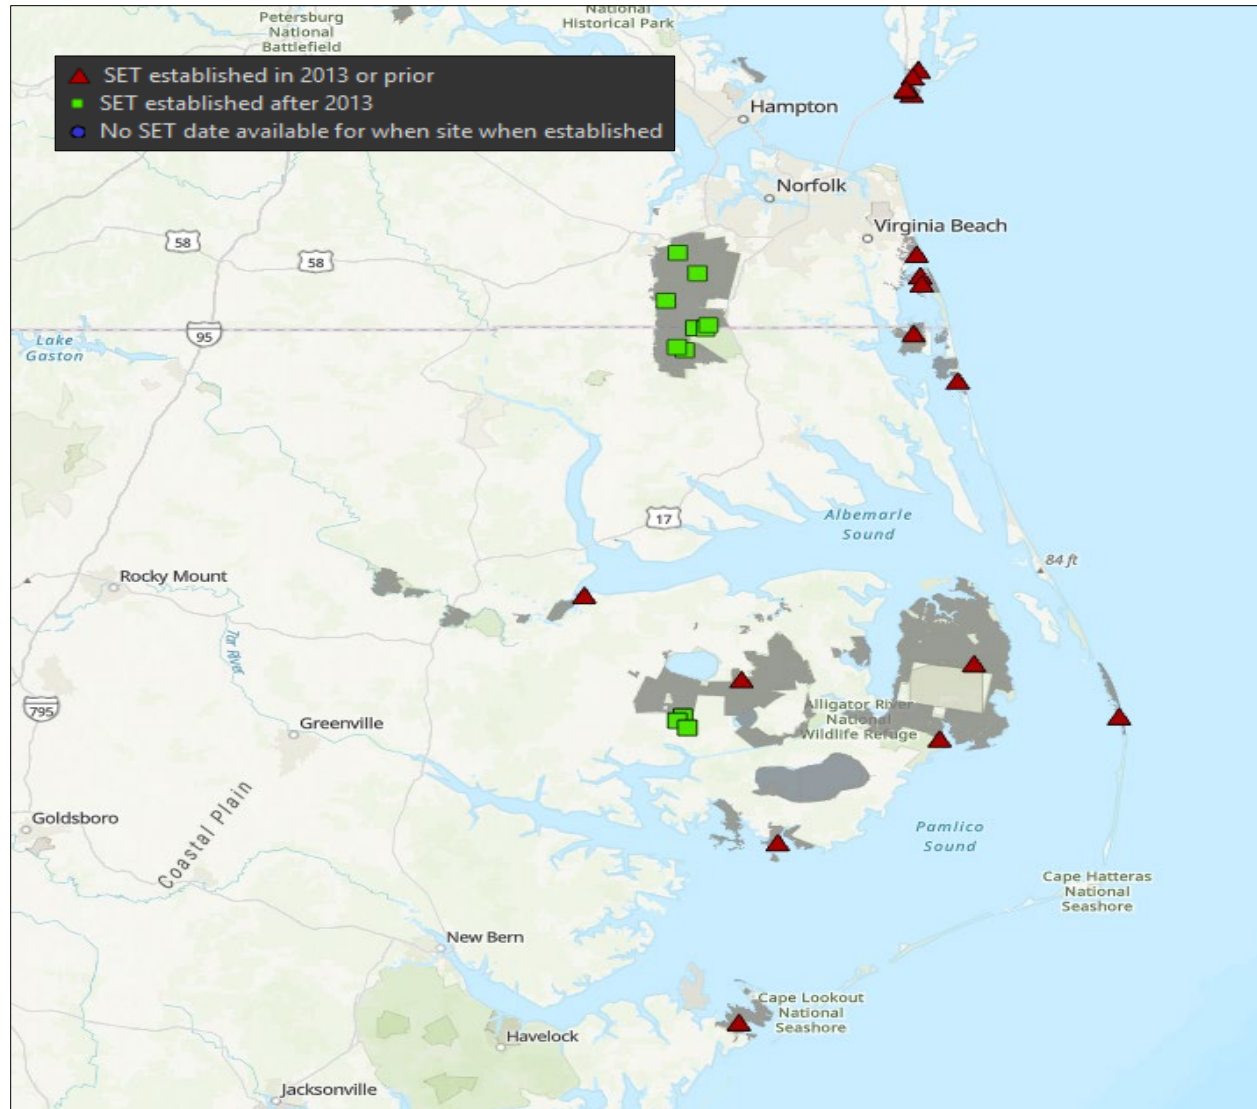 Petersburg
National
Battlefield
National
Historical Park
SET established in 2013 or prior
SET established after 2013
No SET date available for when site when established
Hampton
Norfolk
Virginia Beach
58
58
95
Lake
Gaston
17
Albemarle
Sound
84 ft
Rocky Mount
Tar River
795
Greenville
Alligator River
National
Wildlife Refuge
Goldsboro
Coastal Plain
Pamlico
Sound
Cape Hatteras
National
Seashore
New Bern
Cape Lookout
National
Seashore
Havelock
Jacksonville